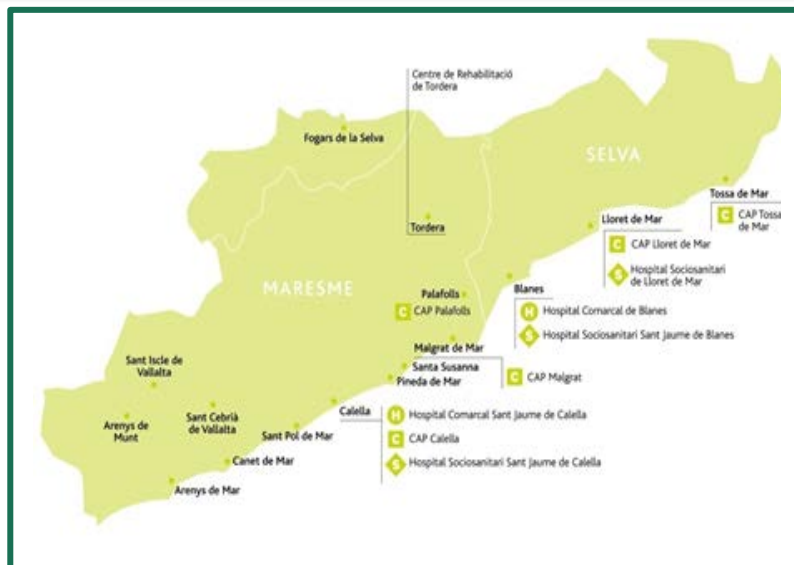 Centre de Rehabilitació
de Tordera
Fogars de la Selva
SELVA
Tossa de Mar
C CAP Tossa
de Mar
Lloret de Mar
C CAP Lloret de Mar
S Hospital Sociosanitari
de Lloret de Mar
Tordera
MARESME
Palafolls
C CAP Palafolls
Blanes
H Hospital Comarcal de Blanes
S Hospital Sociosanitari Sant Jaume de Blanes
Malgrat de Mar
C CAP Malgrat
Santa Susanna
Pineda de Mar
Sant Iscle de
Vallalta
Arenys de
Munt
Sant Cebrià
de Vallalta
Sant Pol de Mar
Calella
H Hospital Comarcal Sant Jaume de Calella
C CAP Calella
S Hospital Sociosanitari Sant Jaume de Calella
Canet de Mar
Arenys de Mar